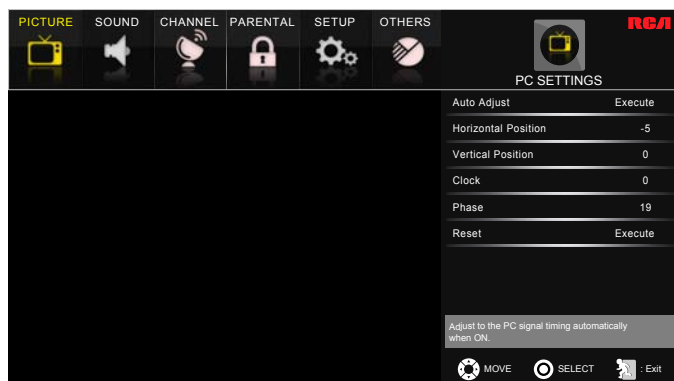 PICTURE SOUND CHANNEL PARENTAL SETUP OTHERS
RCA
PC SETTINGS
Auto Adjust Execute
Horizontal Position -5
Vertical Position 0
Clock 0
Phase 19
Reset Execute
Adjust to the PC signal timing automatically
when ON.
MOVE SELECT : Exit